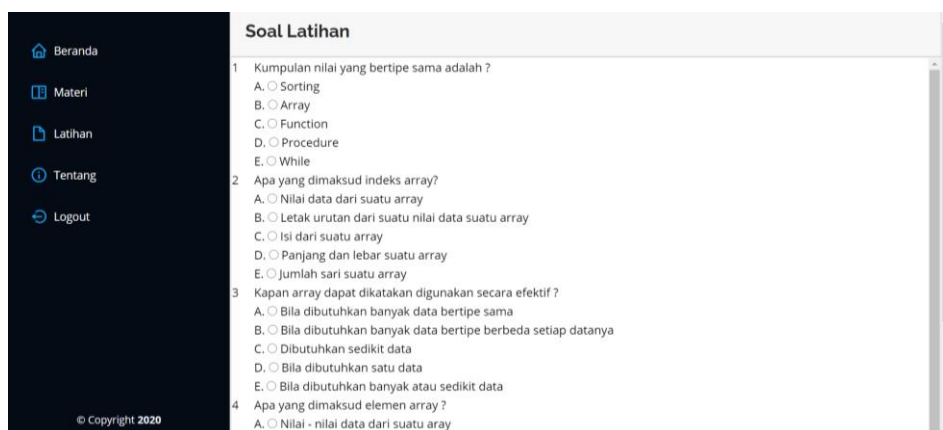 Beranda
Materi
Latihan
Tentang
Logout
© Copyright 2020
Soal Latihan
1 Kumpulan nilai yang bertipe sama adalah ?
A. Sorting
B. Array
C. Function
D. Procedure
E. While
2 Apa yang dimaksud indeks array?
A. Nilai data dari suatu array
B. Letak urutan dari suatu nilai data suatu array
C. Isi dari suatu array
D. Panjang dan lebar suatu array
E. Jumlah sari suatu array
3 Kapan array dapat dikatakan digunakan secara efektif ?
A. Bila dibutuhkan banyak data bertipe sama
B. Bila dibutuhkan banyak data bertipe berbeda setiap datanya
C. Dibutuhkan sedikit data
D. Bila dibutuhkan satu data
E. Bila dibutuhkan banyak atau sedikit data
4 Apa yang dimaksud elemen array ?
A. Nilai - nilai data dari suatu aray